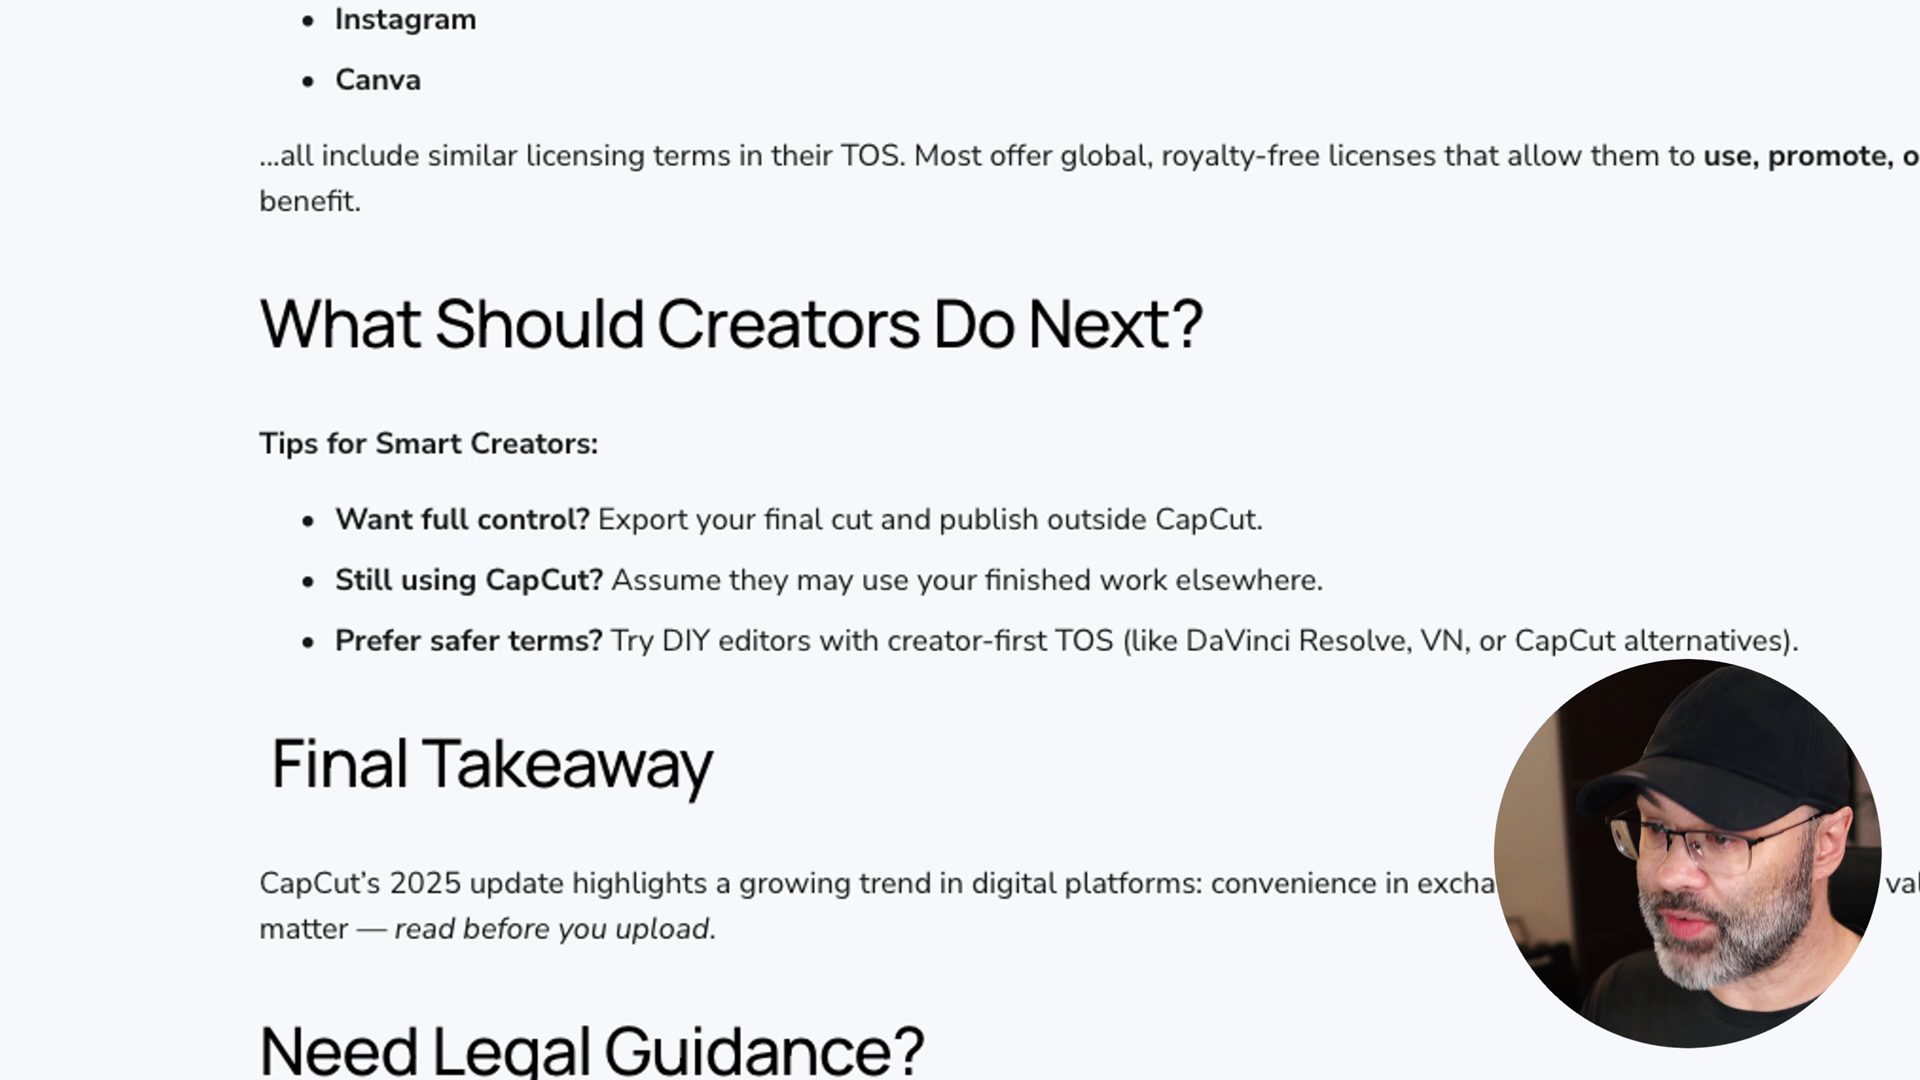 • Instagram
• Canva
...all include similar licensing terms in their TOS. Most offer global, royalty-free licenses that allow them to use, promote,
benefit.
What Should Creators Do Next?
Tips for Smart Creators:
• Want full control? Export your final cut and publish outside CapCut.
• Still using CapCut? Assume they may use your finished work elsewhere.
• Prefer safer terms? Try DIY editors with creator-first TOS (like DaVinci Resolve, VN, or CapCut alternatives).
Final Takeaway
CapCut’s 2025 update highlights a growing trend in digital platforms: convenience in
matter — read before you upload.
Need Legal Guidance?